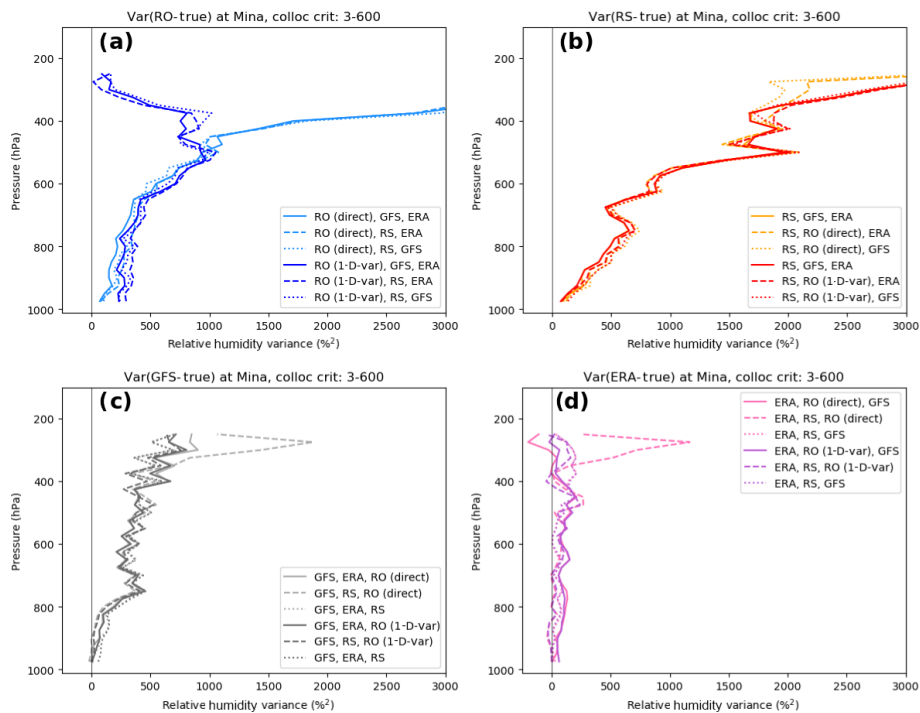 Var(RO-true) at Mina, colloc crit: 3-600
(a)
200
400
600
800
1000
Pressure (hPa)
0
500
1000
1500
2000
2500
3000
Relative humidity variance (%²)
RO (direct), GFS, ERA
RO (direct), RS, ERA
RO (direct), RS, GFS
RO (1-D-var), GFS, ERA
RO (1-D-var), RS, ERA
RO (1-D-var), RS, GFS
Var(RS-true) at Mina, colloc crit: 3-600
(b)
200
400
600
800
1000
Pressure (hPa)
0
500
1000
1500
2000
2500
3000
Relative humidity variance (%²)
RS, GFS, ERA
RS, RO (direct), ERA
RS, RO (direct), GFS
RS, GFS, ERA
RS, RO (1-D-var), ERA
RS, RO (1-D-var), GFS
Var(GFS-true) at Mina, colloc crit: 3-600
(c)
200
400
600
800
1000
Pressure (hPa)
0
500
1000
1500
2000
2500
3000
Relative humidity variance (%²)
GFS, ERA, RO (direct)
GFS, RS, RO (direct)
GFS, ERA, RS
GFS, ERA, RO (1-D-var)
GFS, RS, RO (1-D-var)
GFS, ERA, RS
Var(ERA-true) at Mina, colloc crit: 3-600
(d)
200
400
600
800
1000
Pressure (hPa)
0
500
1000
1500
2000
2500
3000
Relative humidity variance (%²)
ERA, RO (direct), GFS
ERA, RS, RO (direct)
ERA, RS, GFS
ERA, RO (1-D-var), GFS
ERA, RS, RO (1-D-var)
ERA, RS, GFS